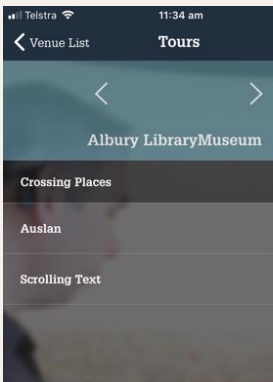 Telstra 11:34 am
Venue List Tours
Albury LibraryMuseum
Crossing Places
Auslan
Scrolling Text